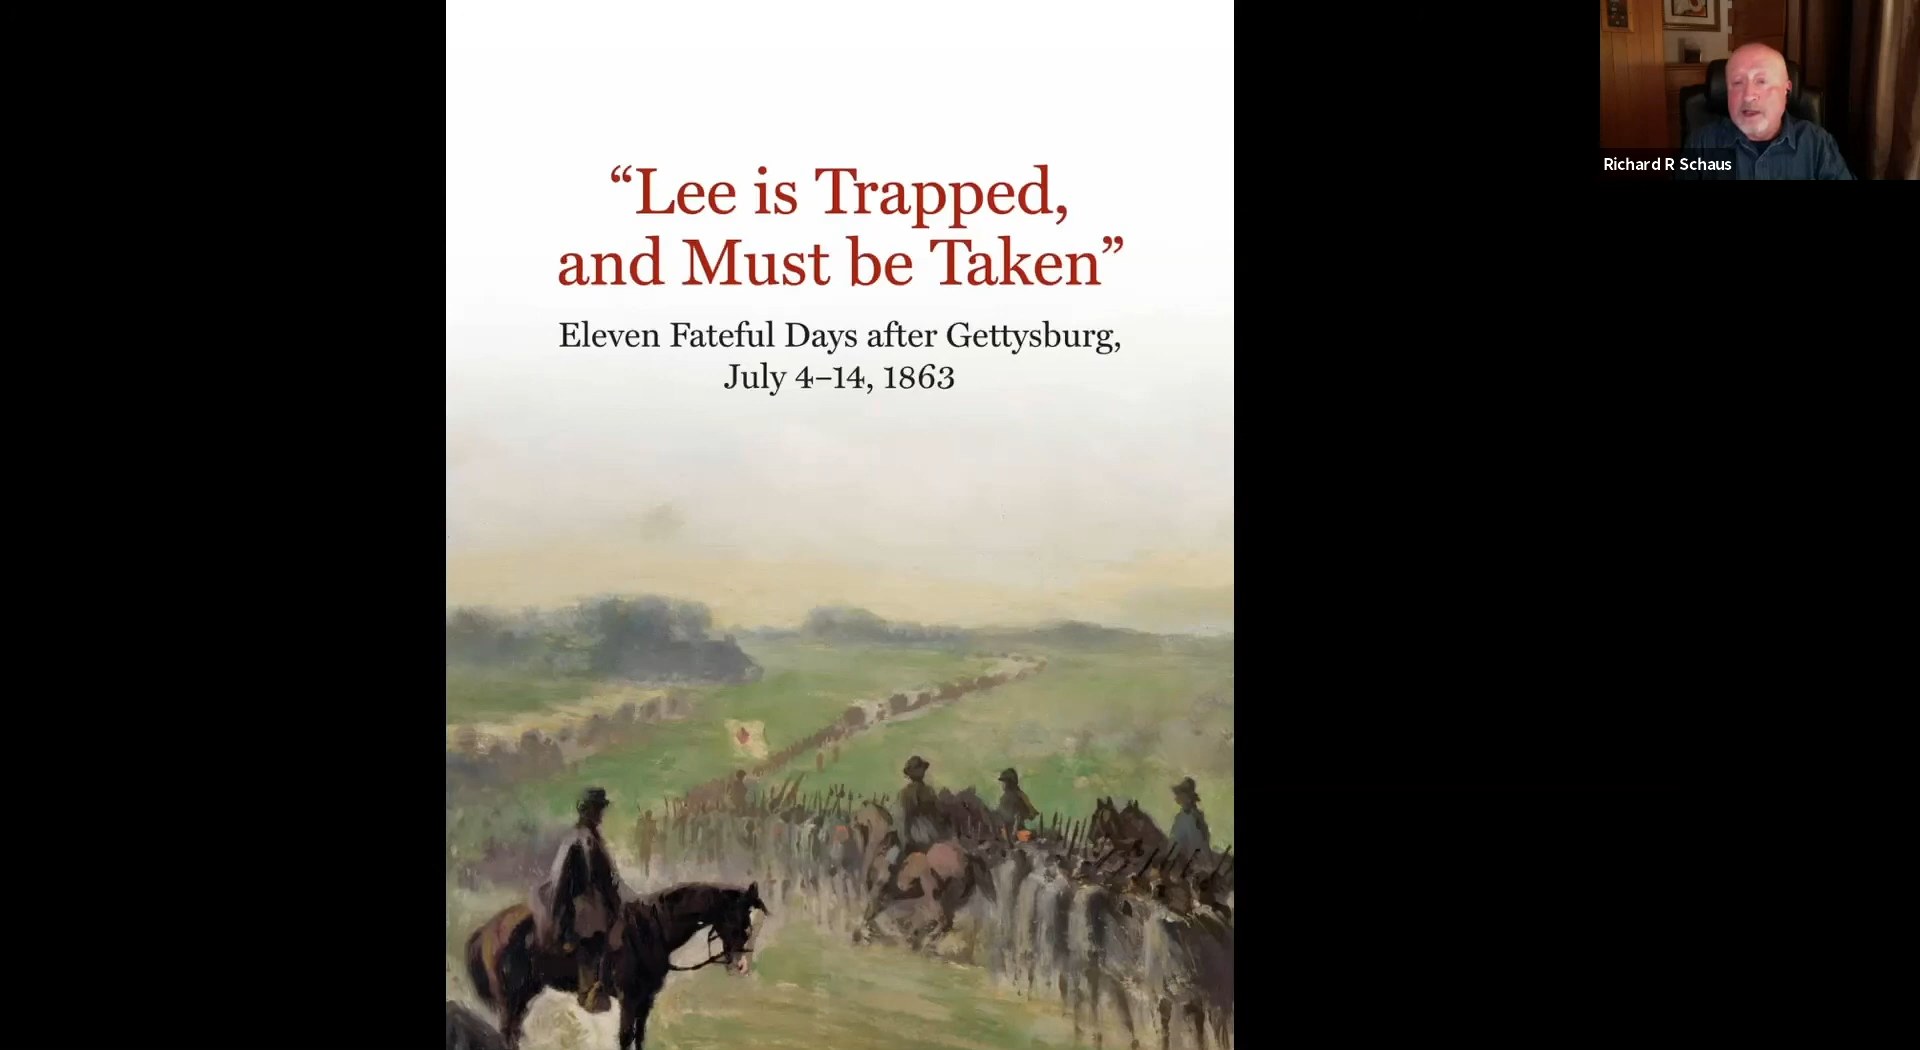 “Lee is Trapped,
and Must be Taken”
Eleven Fateful Days after Gettysburg,
July 4–14, 1863
Richard R Schaus